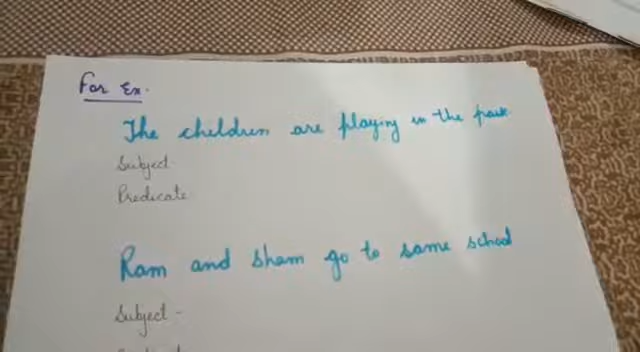 For Ex.
The children are playing in the park
Subject
Predicate
Ram and Sham go to same school
Subject -